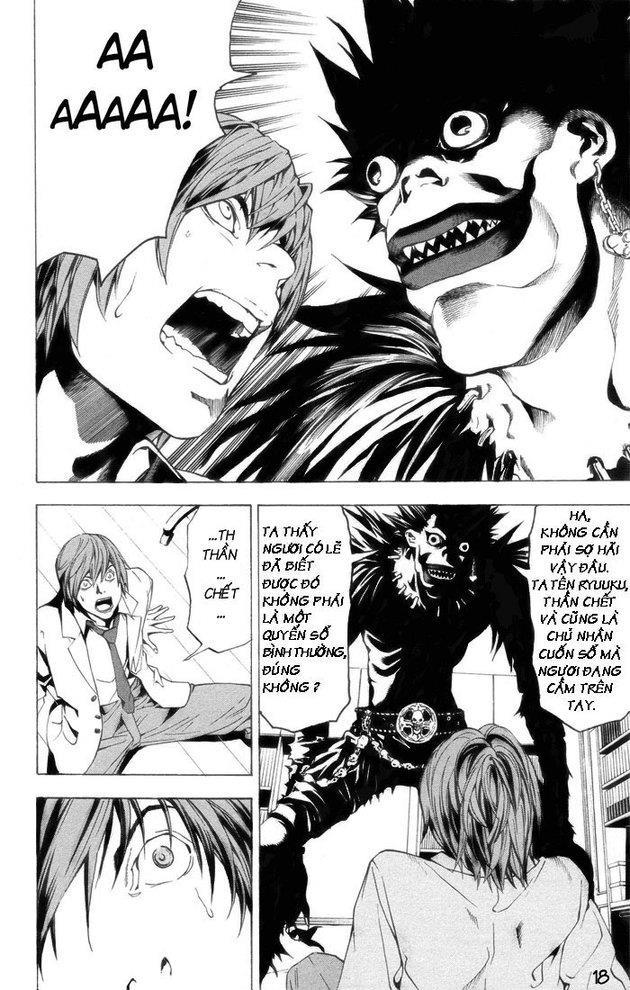 AA
AAAAA!
HA,
KHÔNG CẦN
PHẢI SỢ HÃI
VẬY ĐÂU.
TA TÊN RYUUKU,
THẦN CHẾT
VÀ CŨNG LÀ
CHỦ NHÂN
CUỐN SỔ MÀ
NGƯƠI ĐANG
CẦM TRÊN
TAY.
TA THẤY
NGƯƠI CÓ LẼ
ĐÃ BIẾT
ĐƯỢC ĐÓ
KHÔNG PHẢI
LÀ MỘT
QUYỂN SỔ
BÌNH THƯỜNG,
ĐÚNG
KHÔNG ?
...TH
THẦN
...
CHẾT
...
18